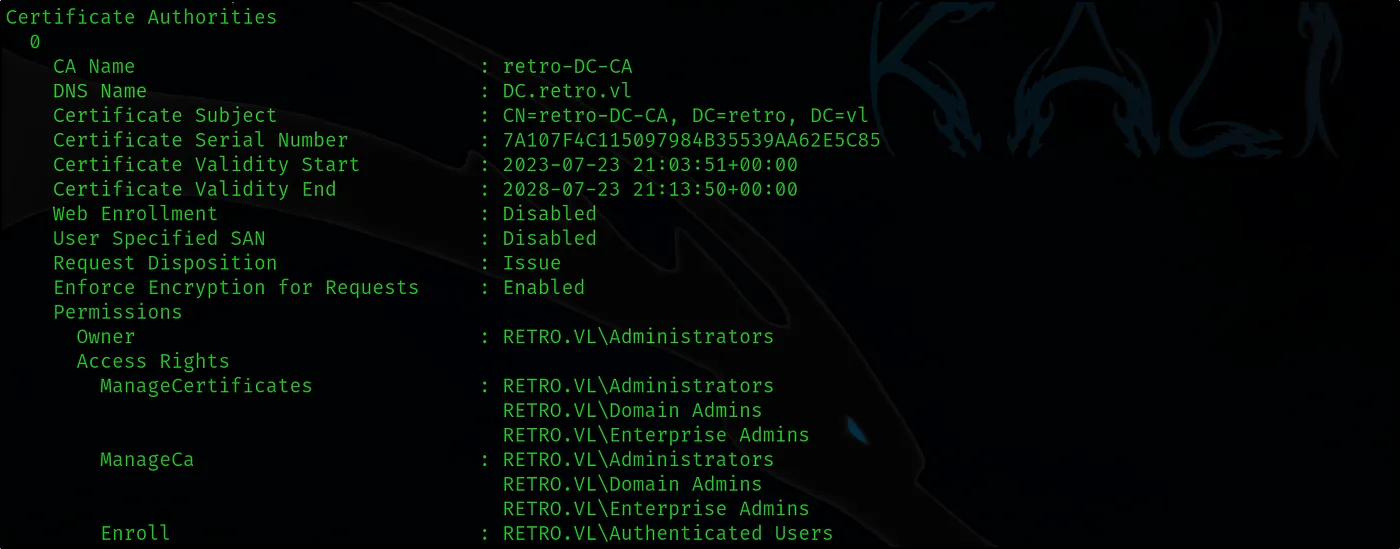 KALI
Certificate Authorities
0
CA Name : retro-DC-CA
DNS Name : DC.retro.vl
Certificate Subject : CN=retro-DC-CA, DC=retro, DC=vl
Certificate Serial Number : 7A107F4C115097984B35539AA62E5C85
Certificate Validity Start : 2023-07-23 21:03:51+00:00
Certificate Validity End : 2028-07-23 21:13:50+00:00
Web Enrollment : Disabled
User Specified SAN : Disabled
Request Disposition : Issue
Enforce Encryption for Requests : Enabled
Permissions
Owner : RETRO.VL\Administrators
Access Rights
ManageCertificates : RETRO.VL\Administrators
RETRO.VL\Domain Admins
RETRO.VL\Enterprise Admins
ManageCa : RETRO.VL\Administrators
RETRO.VL\Domain Admins
RETRO.VL\Enterprise Admins
Enroll : RETRO.VL\Authenticated Users